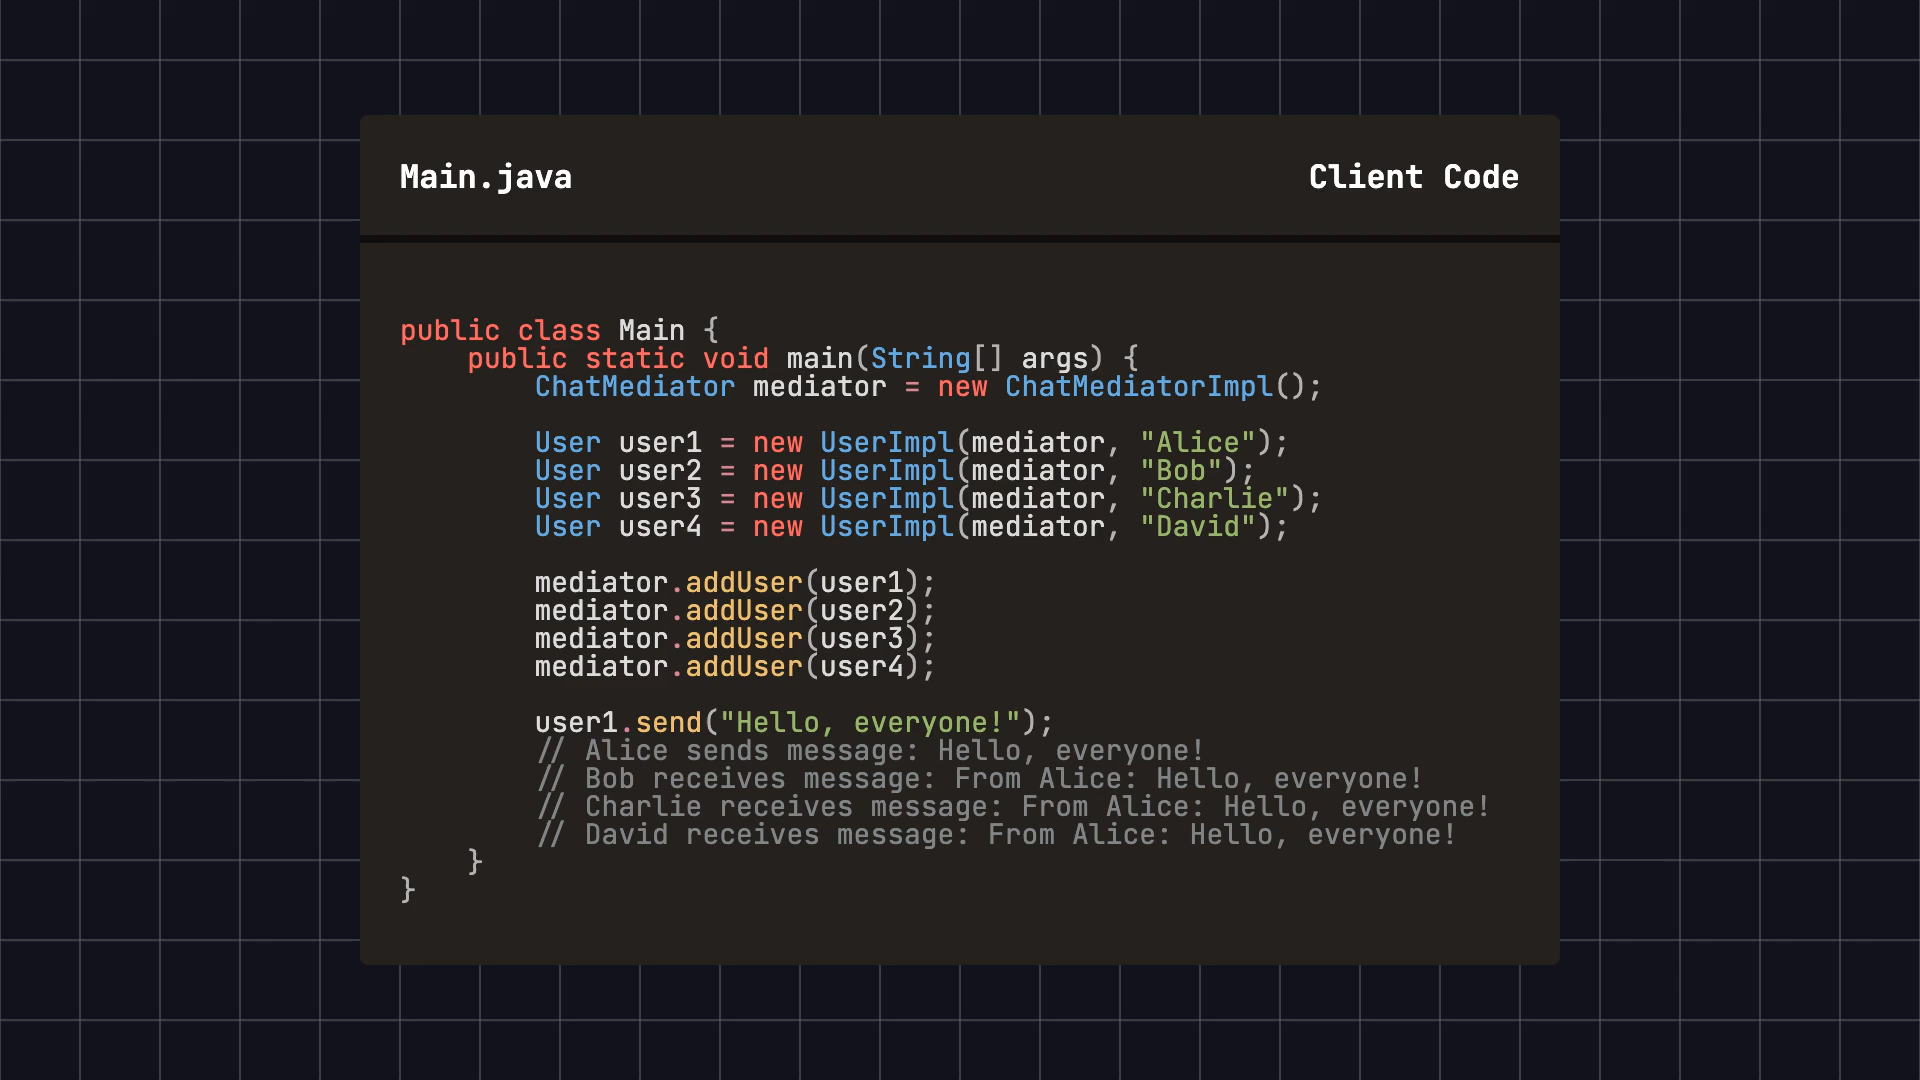 Main.java
Client Code
public class Main {
    public static void main(String[] args) {
        ChatMediator mediator = new ChatMediatorImpl();

        User user1 = new UserImpl(mediator, "Alice");
        User user2 = new UserImpl(mediator, "Bob");
        User user3 = new UserImpl(mediator, "Charlie");
        User user4 = new UserImpl(mediator, "David");

        mediator.addUser(user1);
        mediator.addUser(user2);
        mediator.addUser(user3);
        mediator.addUser(user4);

        user1.send("Hello, everyone!");
        // Alice sends message: Hello, everyone!
        // Bob receives message: From Alice: Hello, everyone!
        // Charlie receives message: From Alice: Hello, everyone!
        // David receives message: From Alice: Hello, everyone!
    }
}